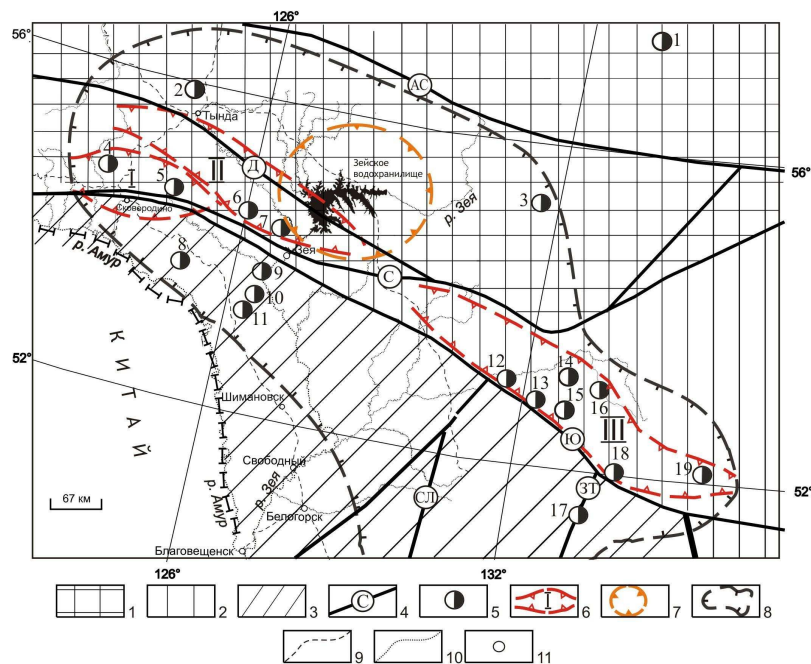 126°
56°
1
АС
2
Тында
4
II
Д
Зейское
водохранилище
56°
I
5
р. Зея
3
Сковородино
6
7
Зея
р. Амур
8
С
9
10
11
КИТАЙ
52°
12
14
13
15
16
Шимановск
III
Ю
18
19
Свободный
р. Зея
67 км
р. Амур
СЛ
ЗТ
52°
Белогорск
17
Благовещенск
126°
132°
1
2
3
С
4
5
I
6
7
8
9
10
11